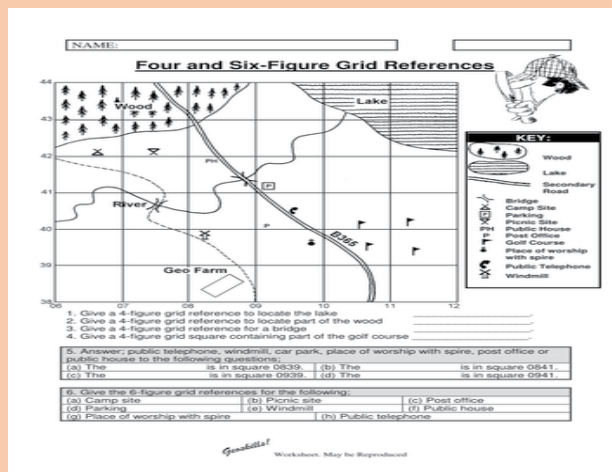 NAME:
Four and Six-Figure Grid References
44
Wood
Lake
43
KEY:
42
PH
Wood
Lake
Secondary Road
41
P
River
Bridge
Camp Site
P Parking
Picnic Site
PH Public House
P Post Office
Golf Course
Place of worship with spire
Public Telephone
Windmill
40
P
B365
39
Geo Farm
38
06 07 08 09 10 11 12
1. Give a 4-figure grid reference to locate the lake
2. Give a 4-figure grid reference to locate part of the wood
3. Give a 4-figure grid reference for a bridge
4. Give a 4-figure grid square containing part of the golf course
5. Answer; public telephone, windmill, car park, place of worship with spire, post office or
public house to the following questions;
(a) The is in square 0839. (b) The is in square 0841.
(c) The is in square 0939. (d) The is in square 0941.
6. Give the 6-figure grid references for the following;
(a) Camp site (b) Picnic site (c) Post office
(d) Parking (e) Windmill (f) Public house
(g) Place of worship with spire (h) Public telephone
Geoskills! Worksheet. May be Reproduced